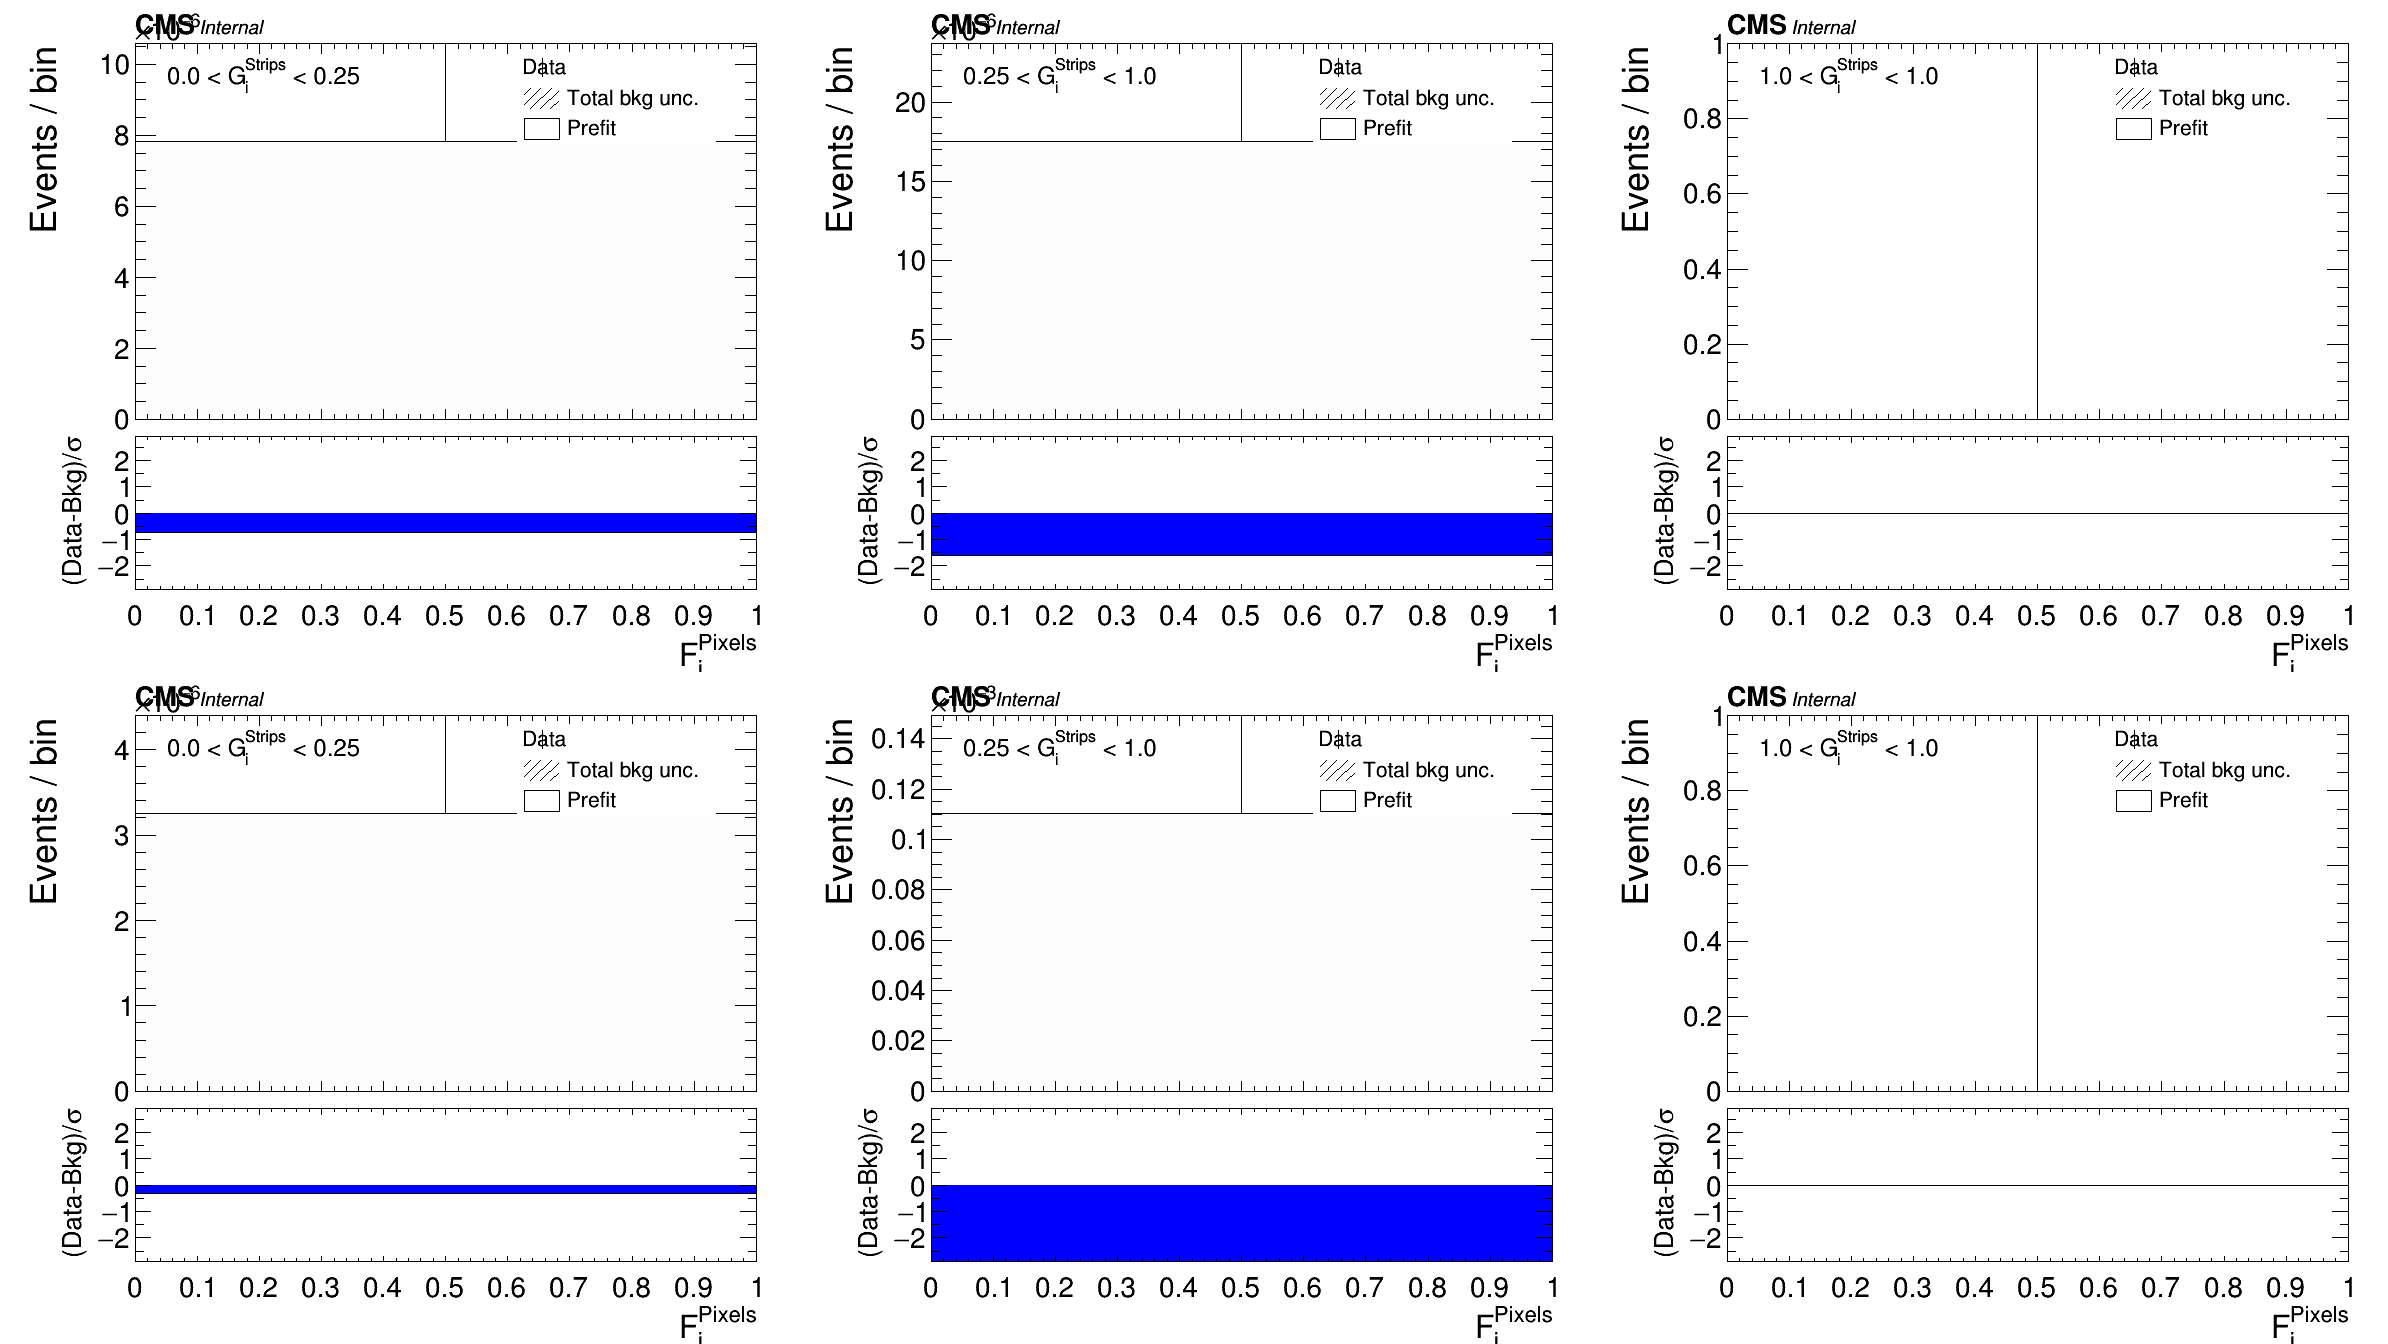 CMS Internal
×10⁻⁶
Events / bin
0.0 < G_i^Strips < 0.25
Data
Total bkg unc.
Prefit
10
8
6
4
2
0
(Data-Bkg)/σ
2
1
0
−1
−2
0 0.1 0.2 0.3 0.4 0.5 0.6 0.7 0.8 0.9 1
F_i^Pixels
CMS Internal
×10⁻⁶
Events / bin
0.25 < G_i^Strips < 1.0
Data
Total bkg unc.
Prefit
20
15
10
5
0
(Data-Bkg)/σ
2
1
0
−1
−2
0 0.1 0.2 0.3 0.4 0.5 0.6 0.7 0.8 0.9 1
F_i^Pixels
CMS Internal
Events / bin
1.0 < G_i^Strips < 1.0
Data
Total bkg unc.
Prefit
1
0.8
0.6
0.4
0.2
0
(Data-Bkg)/σ
2
1
0
−1
−2
0 0.1 0.2 0.3 0.4 0.5 0.6 0.7 0.8 0.9 1
F_i^Pixels
CMS Internal
×10⁻⁶
Events / bin
0.0 < G_i^Strips < 0.25
Data
Total bkg unc.
Prefit
4
3
2
1
0
(Data-Bkg)/σ
2
1
0
−1
−2
0 0.1 0.2 0.3 0.4 0.5 0.6 0.7 0.8 0.9 1
F_i^Pixels
CMS Internal
×10⁻³
Events / bin
0.25 < G_i^Strips < 1.0
Data
Total bkg unc.
Prefit
0.14
0.12
0.1
0.08
0.06
0.04
0.02
0
(Data-Bkg)/σ
2
1
0
−1
−2
0 0.1 0.2 0.3 0.4 0.5 0.6 0.7 0.8 0.9 1
F_i^Pixels
CMS Internal
Events / bin
1.0 < G_i^Strips < 1.0
Data
Total bkg unc.
Prefit
1
0.8
0.6
0.4
0.2
0
(Data-Bkg)/σ
2
1
0
−1
−2
0 0.1 0.2 0.3 0.4 0.5 0.6 0.7 0.8 0.9 1
F_i^Pixels